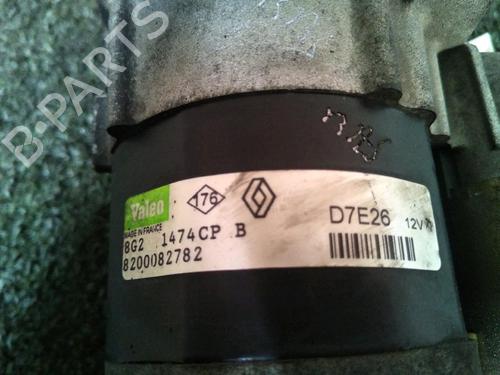 B-PARTS
Valeo
176
MADE IN FRANCE
8G2 1474CP B
8200082782
D7E26 12V